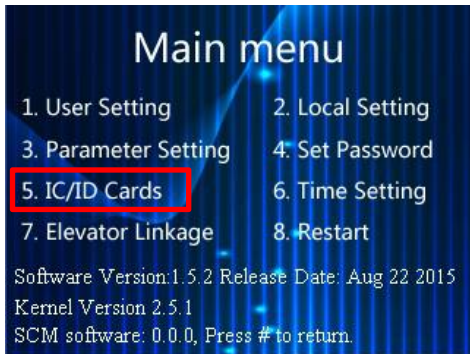 Main menu
1. User Setting 2. Local Setting
3. Parameter Setting 4. Set Password
5. IC/ID Cards 6. Time Setting
7. Elevator Linkage 8. Restart
Software Version:1.5.2 Release Date: Aug 22 2015
Kernel Version 2.5.1
SCM software: 0.0.0, Press # to return.